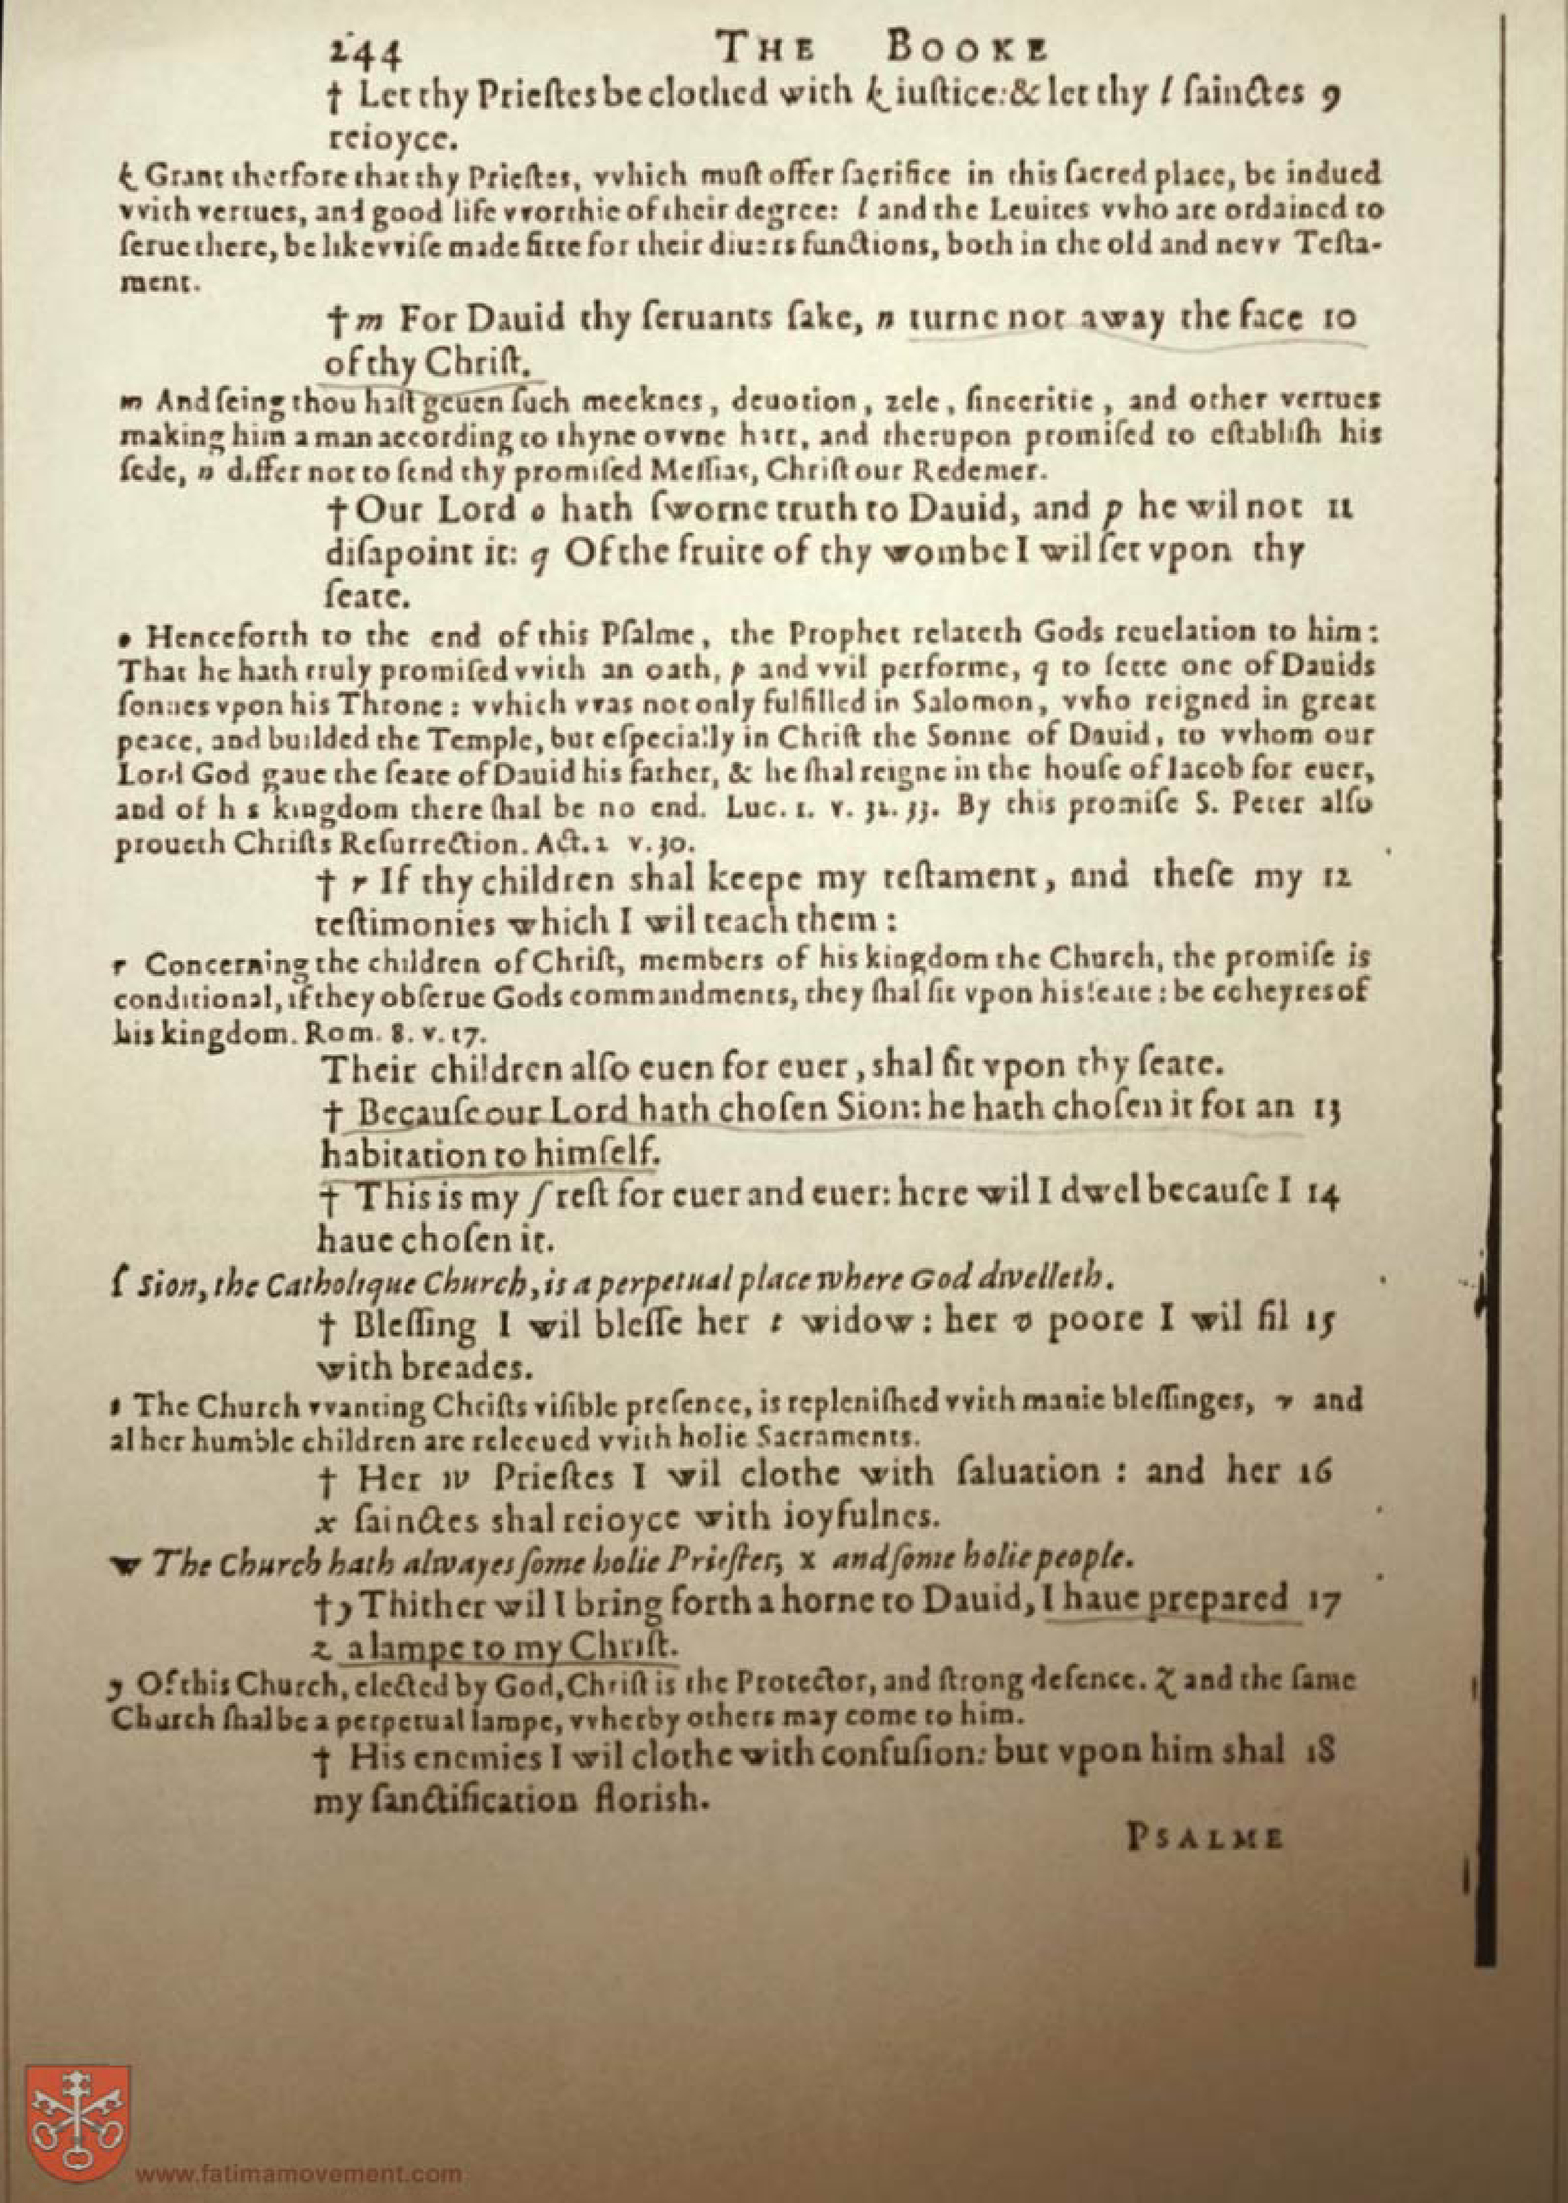 244 THE BOOKE
† Let thy Prieſtes be clothed with k iuſtice: & let thy l ſainctes 9
reioyce.
k Grant therfore that thy Prieſtes, vvhich muſt offer ſacrifice in this ſacred place, be indued
vvith vertues, and good life vvorthie of their degree: l and the Leuites vvho are ordained to
ſerue there, be likevviſe made fitte for their diuers functions, both in the old and nevv Teſta-
ment.
† m For Dauid thy ſeruants ſake, n turne not away the face 10
of thy Chriſt.
m And ſeing thou haſt geuen ſuch meeknes, deuotion, zele, ſinceritie, and other vertues
making him a man according to thyne ovvne hart, and therupon promiſed to eſtabliſh his
ſede, n differ not to ſend thy promiſed Meſſias, Chriſt our Redemer.
† Our Lord o hath ſworne truth to Dauid, and p he wil not 11
diſapoint it: q Of the fruite of thy wombe I wil ſet vpon thy
ſeate.
o Henceforth to the end of this Pſalme, the Prophet relateth Gods reuelation to him:
That he hath truly promiſed vvith an oath, p and vvil performe, q to ſette one of Dauids
ſonnes vpon his Throne: vvhich vvas not only fulfilled in Salomon, vvho reigned in great
peace, and builded the Temple, but eſpecially in Chriſt the Sonne of Dauid, to vvhom our
Lord God gaue the ſeate of Dauid his father, & he ſhal reigne in the houſe of Iacob for euer,
and of h s kingdom there ſhal be no end. Luc. 1. v. 32. 33. By this promiſe S. Peter alſo
proueth Chriſts Reſurrection. Act. 2 v. 30.
† r If thy children shal keepe my teſtament, and theſe my 12
teſtimonies which I wil teach them:
r Concerning the children of Chriſt, members of his kingdom the Church, the promiſe is
conditional, if they obſerue Gods commandments, they ſhal ſit vpon his ſeate: be coheyres of
his kingdom. Rom. 8. v. 17.
Their children alſo euen for euer, shal ſit vpon thy ſeate.
† Becauſe our Lord hath choſen Sion: he hath choſen it for an 13
habitation to himſelf.
† This is my ſ reſt for euer and euer: here wil I dwel becauſe I 14
haue choſen it.
ſ Sion, the Catholique Church, is a perpetual place where God dwelleth.
† Bleſſing I wil bleſſe her t widow: her v poore I wil fil 15
with breades.
t The Church vvanting Chriſts viſible preſence, is repleniſhed vvith manie bleſſinges, v and
al her humble children are releeued vvith holie Sacraments.
† Her w Prieſtes I wil clothe with ſaluation: and her 16
x ſainctes shal reioyce with ioyfulnes.
w The Church hath alwayes ſome holie Prieſtes, x and ſome holie people.
† y Thither wil I bring forth a horne to Dauid, I haue prepared 17
z a lampe to my Chriſt.
y Of this Church, elected by God, Chriſt is the Protector, and ſtrong defence. z and the ſame
Church ſhal be a perpetual lampe, vvherby others may come to him.
† His enemies I wil clothe with confuſion: but vpon him shal 18
my ſanctification floriſh.
PSALME
www.fatimamovement.com